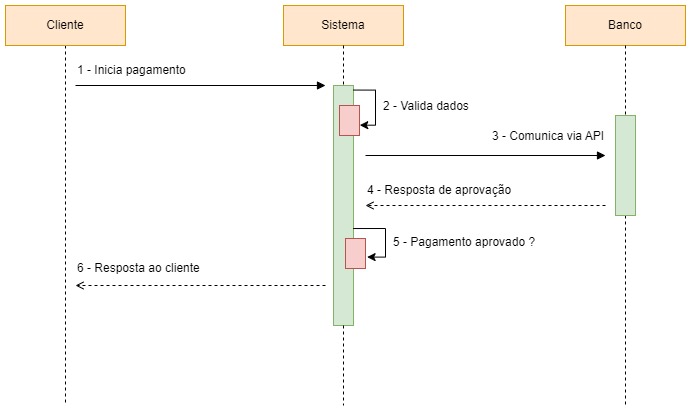 Cliente
Sistema
Banco
1 - Inicia pagamento
2 - Valida dados
3 - Comunica via API
4 - Resposta de aprovação
5 - Pagamento aprovado ?
6 - Resposta ao cliente